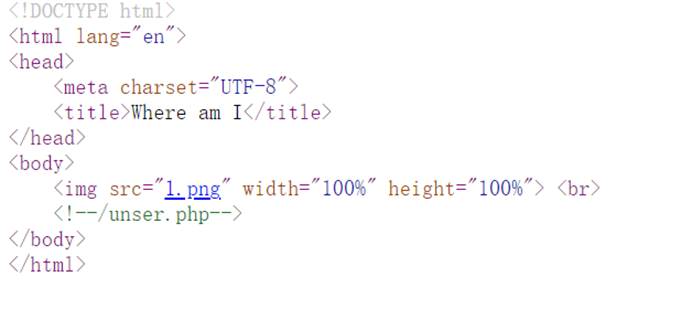 <!DOCTYPE html>
<html lang="en">
<head>
    <meta charset="UTF-8">
    <title>Where am I</title>
</head>
<body>
    <img src="1.png" width="100%" height="100%"> <br>
    <!--/unser.php-->
</body>
</html>